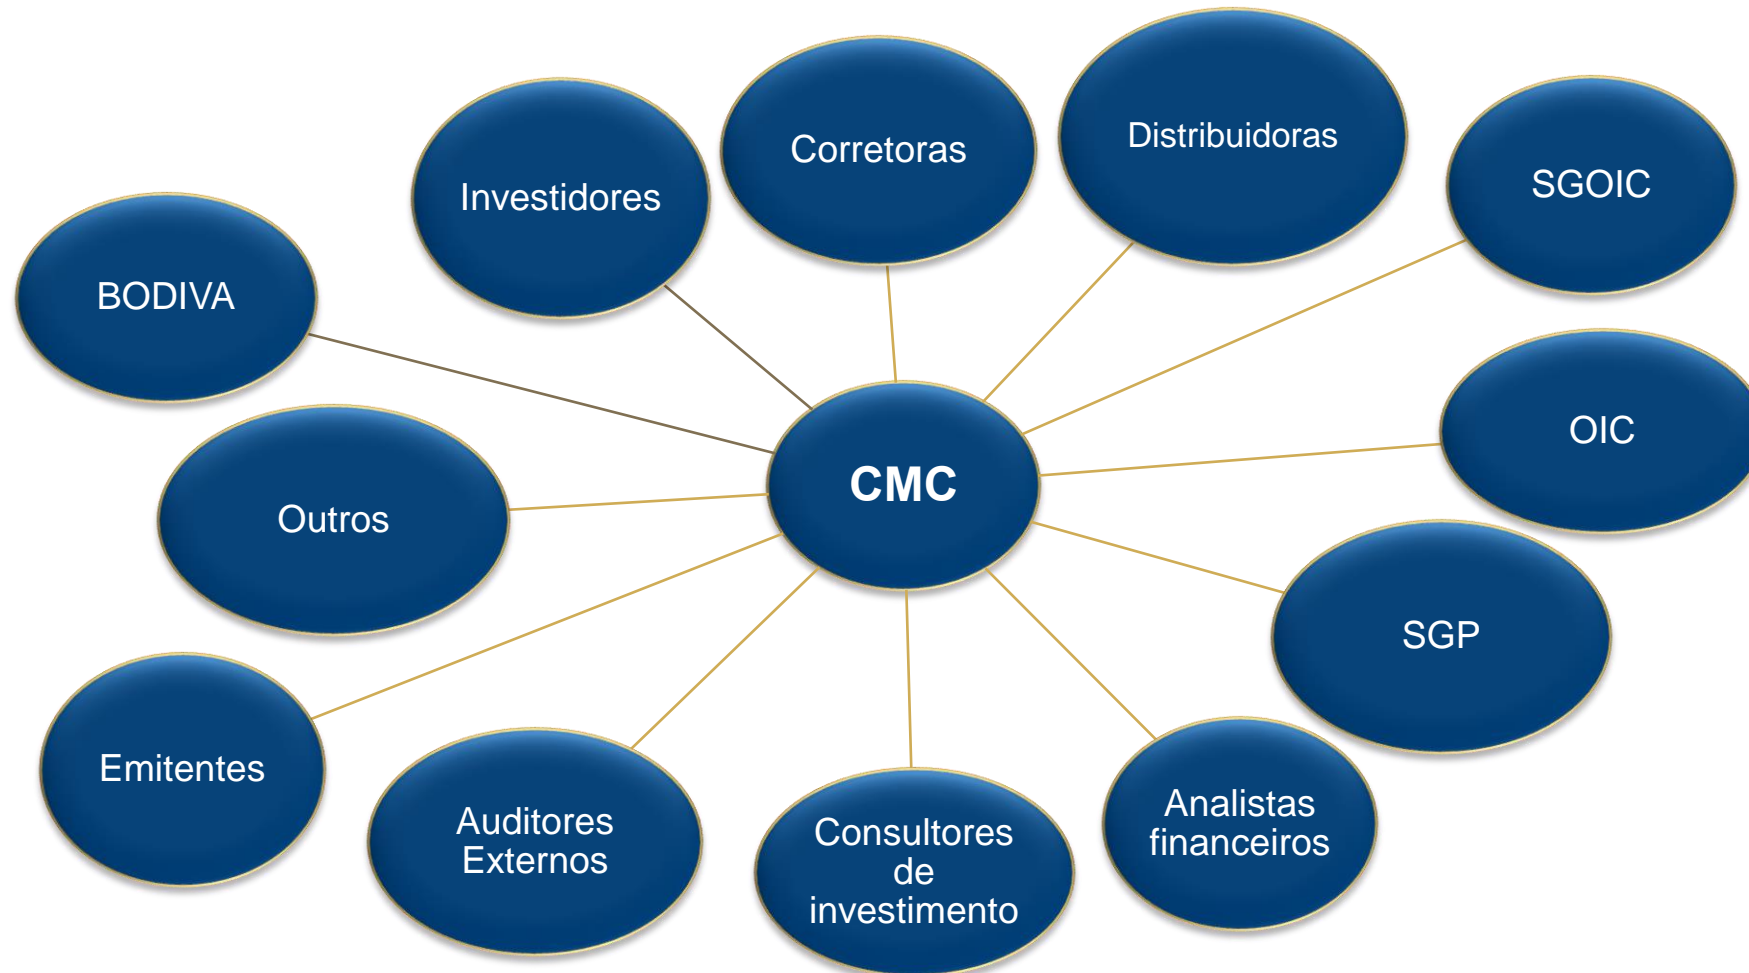 Distribuidoras
Corretoras
SGOIC
Investidores
BODIVA
OIC
CMC
Outros
SGP
Emitentes
Analistas
financeiros
Auditores
Externos
Consultores
de
investimento